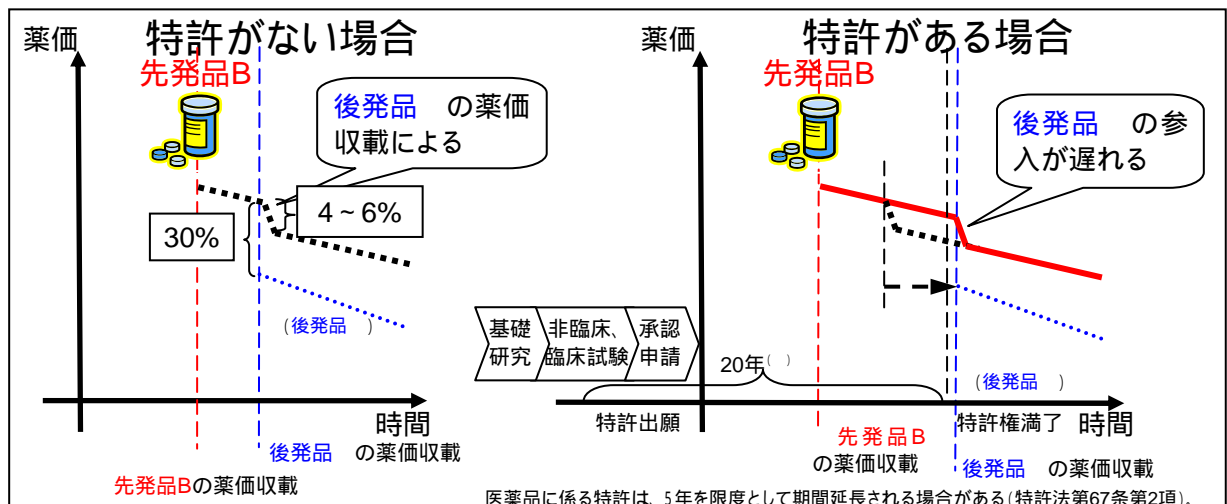 特許がない場合
薬価
先発品B
後発品 の薬価
収載による
4~6%
30%
(後発品 )
時間
後発品 の薬価収載
先発品Bの薬価収載
特許がある場合
薬価
先発品B
後発品 の参
入が遅れる
基礎
研究
非臨床、
臨床試験
承認
申請
20年( )
(後発品 )
特許出願
特許権満了
時間
先発品B
の薬価収載
後発品 の薬価収載
医薬品に係る特許は、5年を限度として期間延長される場合がある(特許法第67条第2項)。